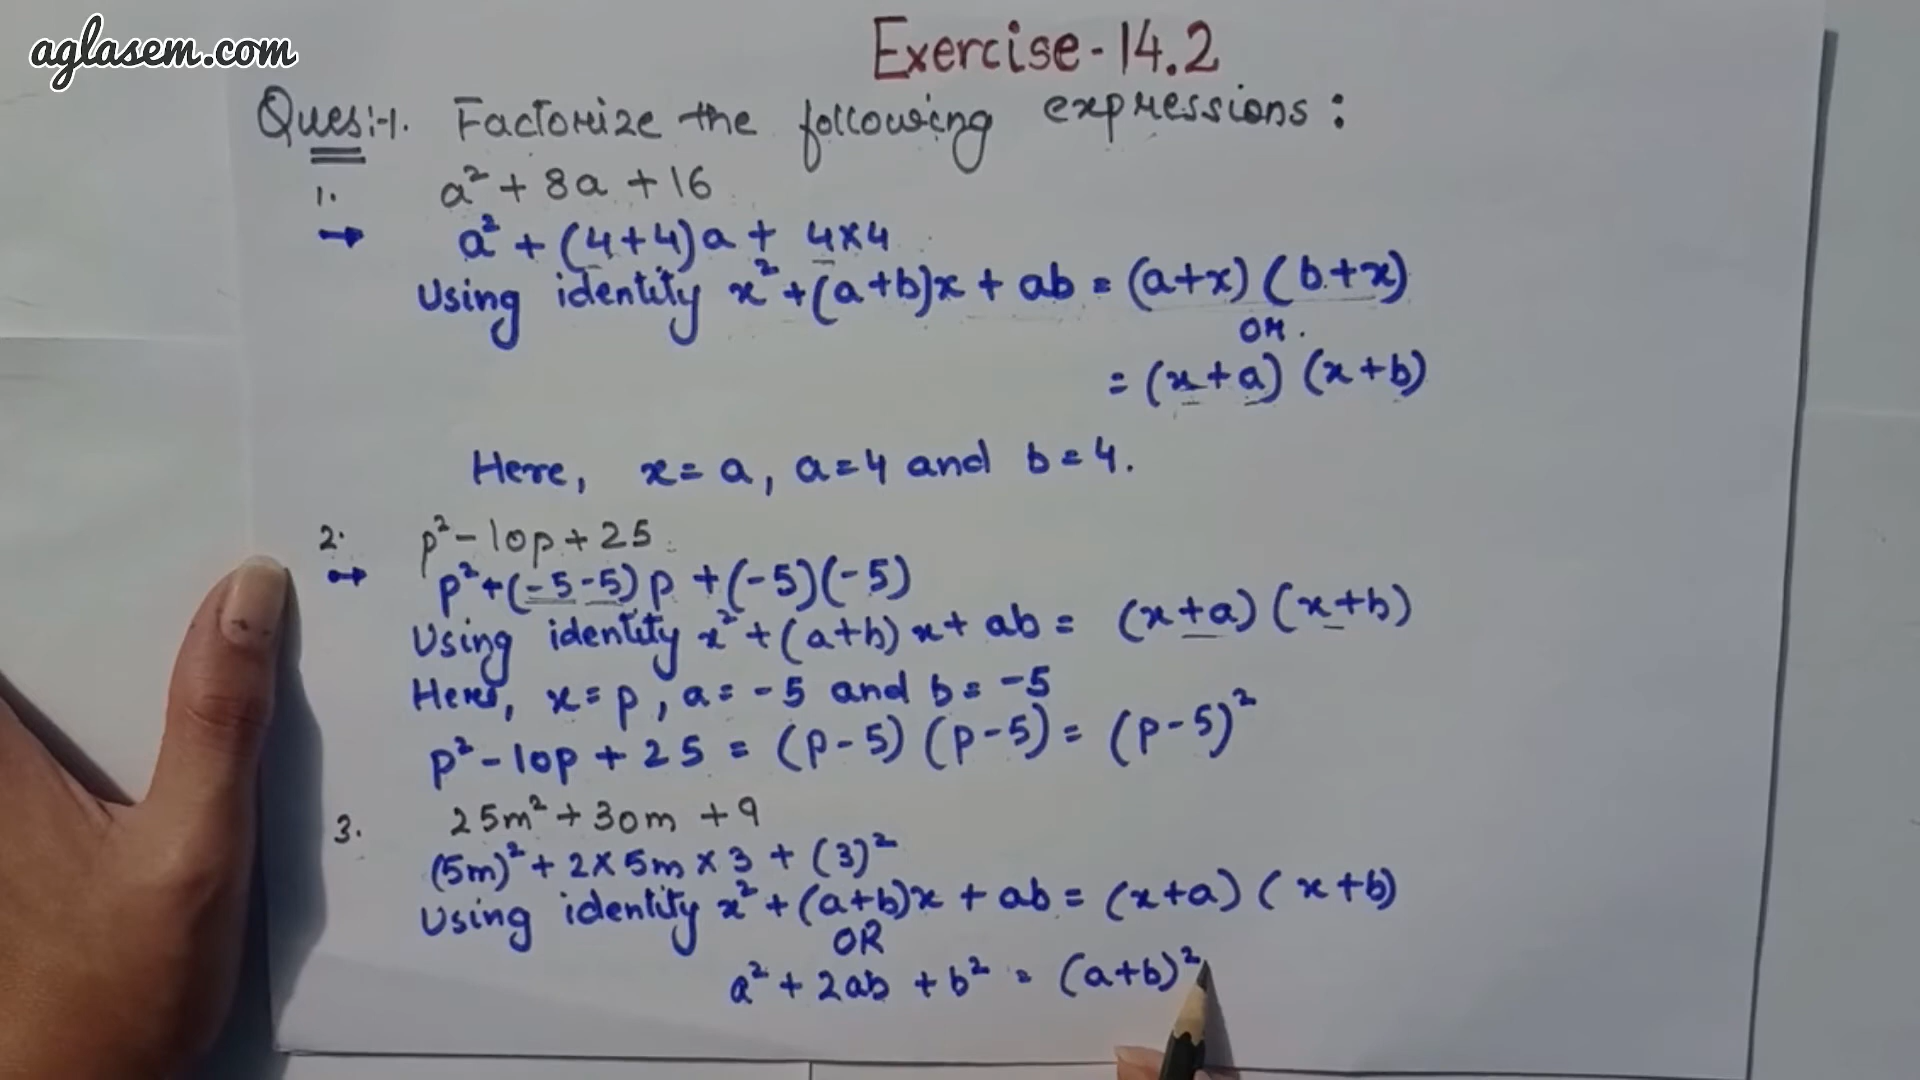 aglasem.com
Exercise-14.2
Ques:-1. Factorize the following expressions:
1. a² + 8a + 16
→ a² + (4+4)a + 4×4
Using identity x² + (a+b)x + ab = (a+x) (b+x)
or.
= (x+a) (x+b)
Here, x = a, a=4 and b=4.
2. p² - 10p + 25
→ p² + (-5-5)p + (-5)(-5)
Using identity x² + (a+b) x + ab = (x+a) (x+b)
Here, x = p, a = -5 and b = -5
p² - 10p + 25 = (p-5) (p-5) = (p-5)²
3. 25m² + 30m + 9
(5m)² + 2×5m×3 + (3)²
Using identity x² + (a+b)x + ab = (x+a) (x+b)
OR
a² + 2ab + b² = (a+b)²